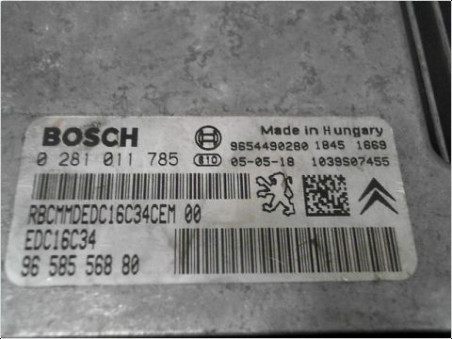 BOSCH
Made in Hungary
9654490280 1845 1669
0 281 011 785 610 05-05-18 1039S07455
RBCMMDEDC16C34CEM 00
EDC16C34
96 585 568 80